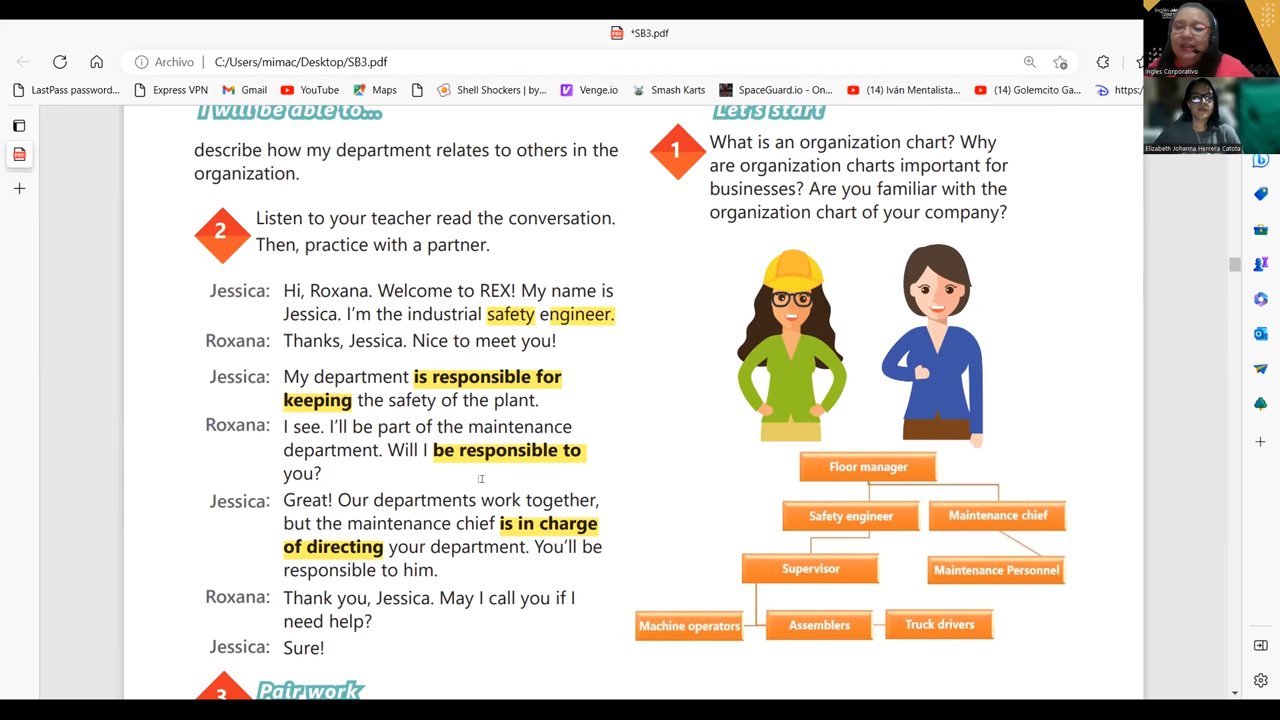 *SB3.pdf
Archivo
C:/Users/mimac/Desktop/SB3.pdf
LastPass password...
Express VPN
Gmail
YouTube
Maps
Shell Shockers | by...
Venge.io
Smash Karts
SpaceGuard.io - On...
(14) Iván Mentalista...
(14) Golemcito Ga...
https:/
Ingles Corporativo
Elizabeth Johanna Herrera Catota
I will be able to...
describe how my department relates to others in the
organization.
2
Listen to your teacher read the conversation.
Then, practice with a partner.
Jessica: Hi, Roxana. Welcome to REX! My name is
Jessica. I'm the industrial safety engineer.
Roxana: Thanks, Jessica. Nice to meet you!
Jessica: My department is responsible for
keeping the safety of the plant.
Roxana: I see. I'll be part of the maintenance
department. Will I be responsible to
you?
Jessica: Great! Our departments work together,
but the maintenance chief is in charge
of directing your department. You'll be
responsible to him.
Roxana: Thank you, Jessica. May I call you if I
need help?
Jessica: Sure!
3
Pair work
Let's start
1
What is an organization chart? Why
are organization charts important for
businesses? Are you familiar with the
organization chart of your company?
Floor manager
Safety engineer
Maintenance chief
Supervisor
Maintenance Personnel
Machine operators
Assemblers
Truck drivers